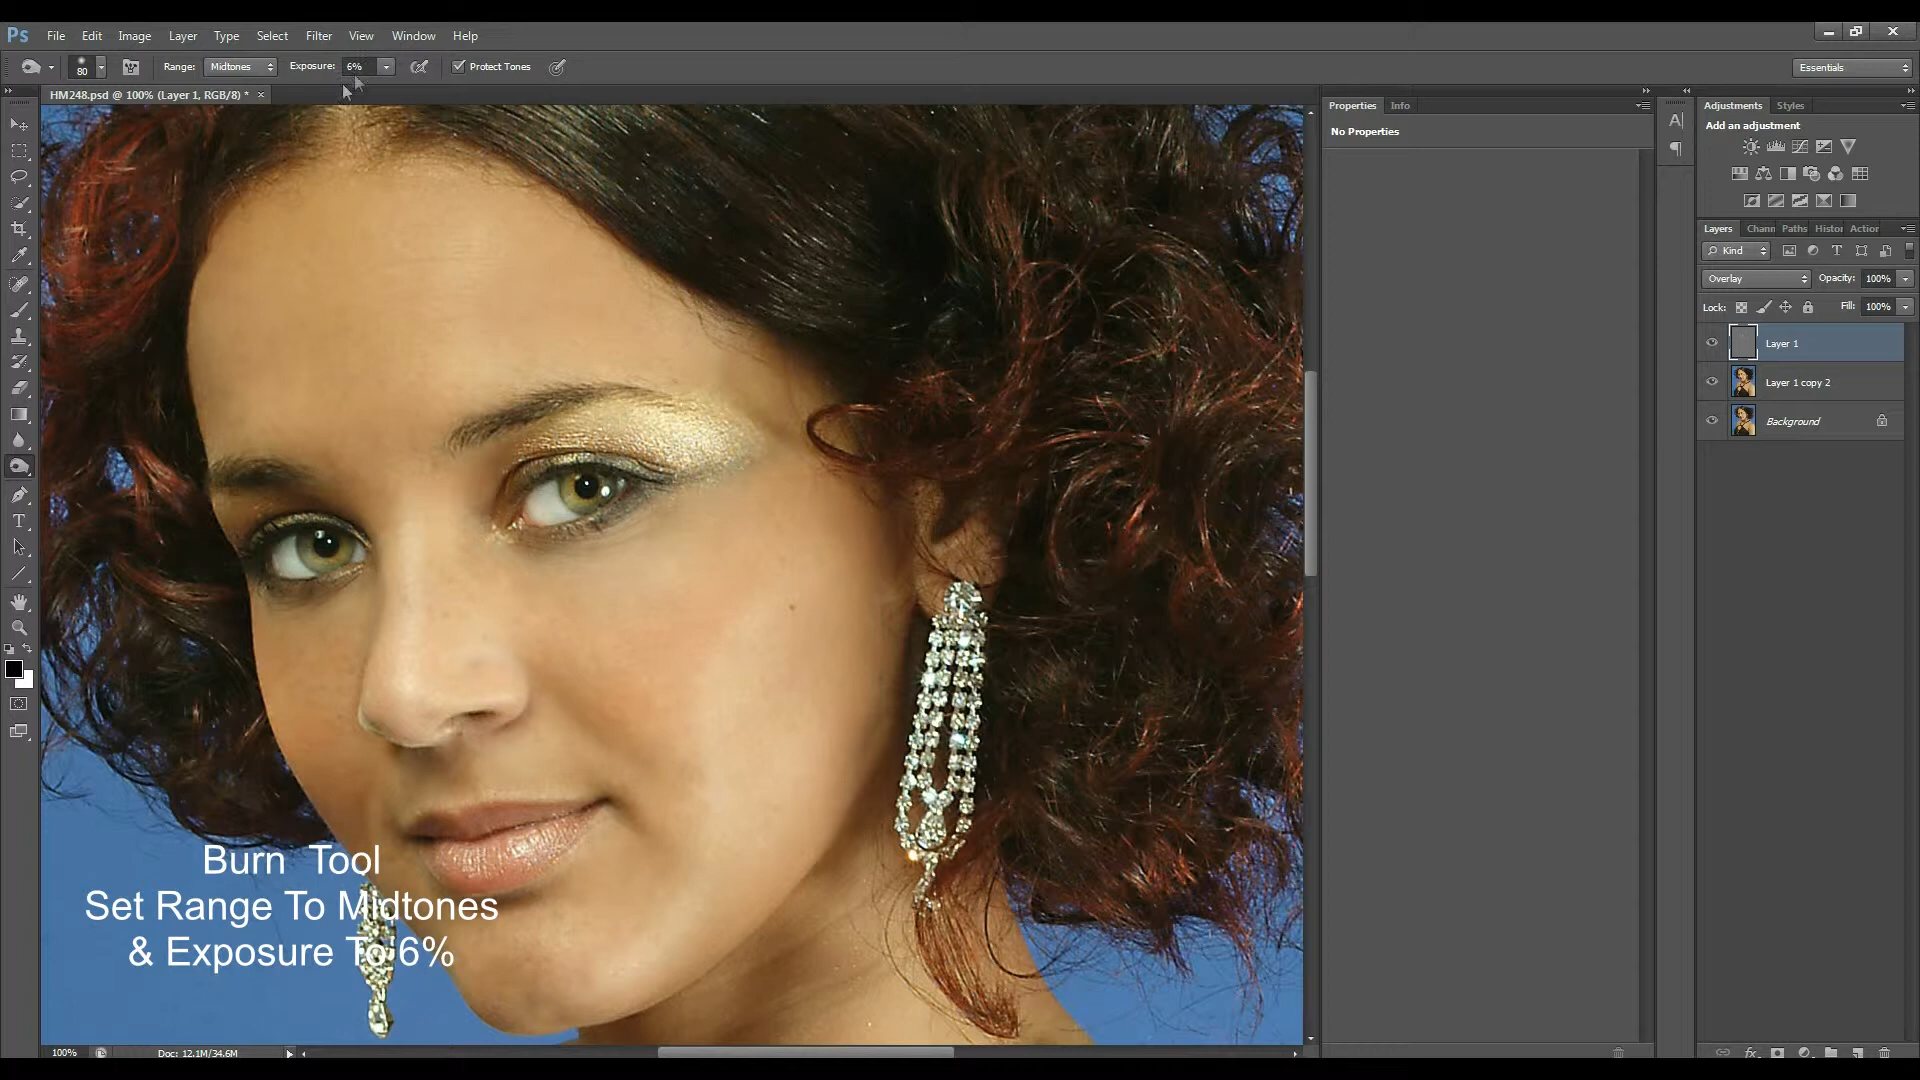 Ps File Edit Image Layer Type Select Filter View Window Help
80 Range: Midtones Exposure: 6% Protect Tones Essentials
HM248.psd @ 100% (Layer 1, RGB/8) * ×
Properties Info
No Properties
Adjustments Styles
Add an adjustment
Layers Chann Paths Histor Action
Kind
Overlay Opacity: 100%
Lock: Fill: 100%
Layer 1
Layer 1 copy 2
Background
Burn Tool
Set Range To Midtones
& Exposure To 6%
100% Doc: 12.1M/34.6M